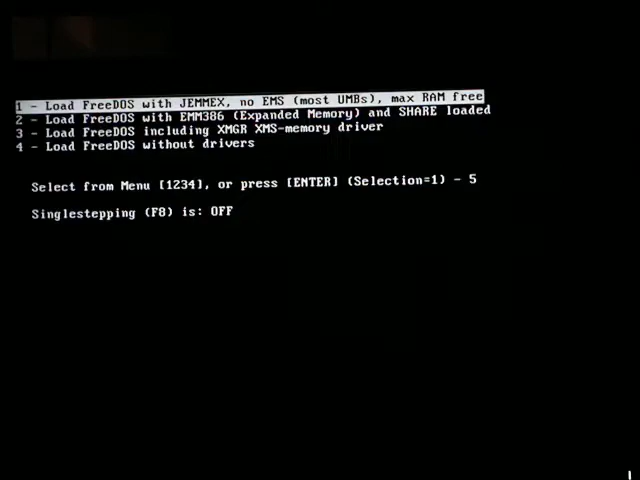 1 - Load FreeDOS with JEMMEX, no EMS (most UMBs), max RAM free
2 - Load FreeDOS with EMM386 (Expanded Memory) and SHARE loaded
3 - Load FreeDOS including XMGR XMS-memory driver
4 - Load FreeDOS without drivers
Select from Menu [1234], or press [ENTER] (Selection=1) - 5
Singlestepping (F8) is: OFF